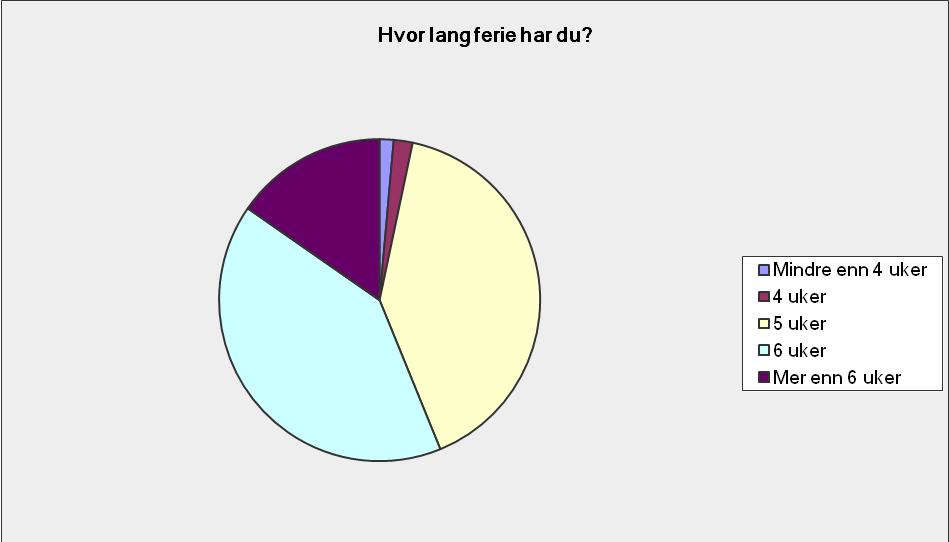 Hvor lang ferie har du?
Mindre enn 4 uker
4 uker
5 uker
6 uker
Mer enn 6 uker